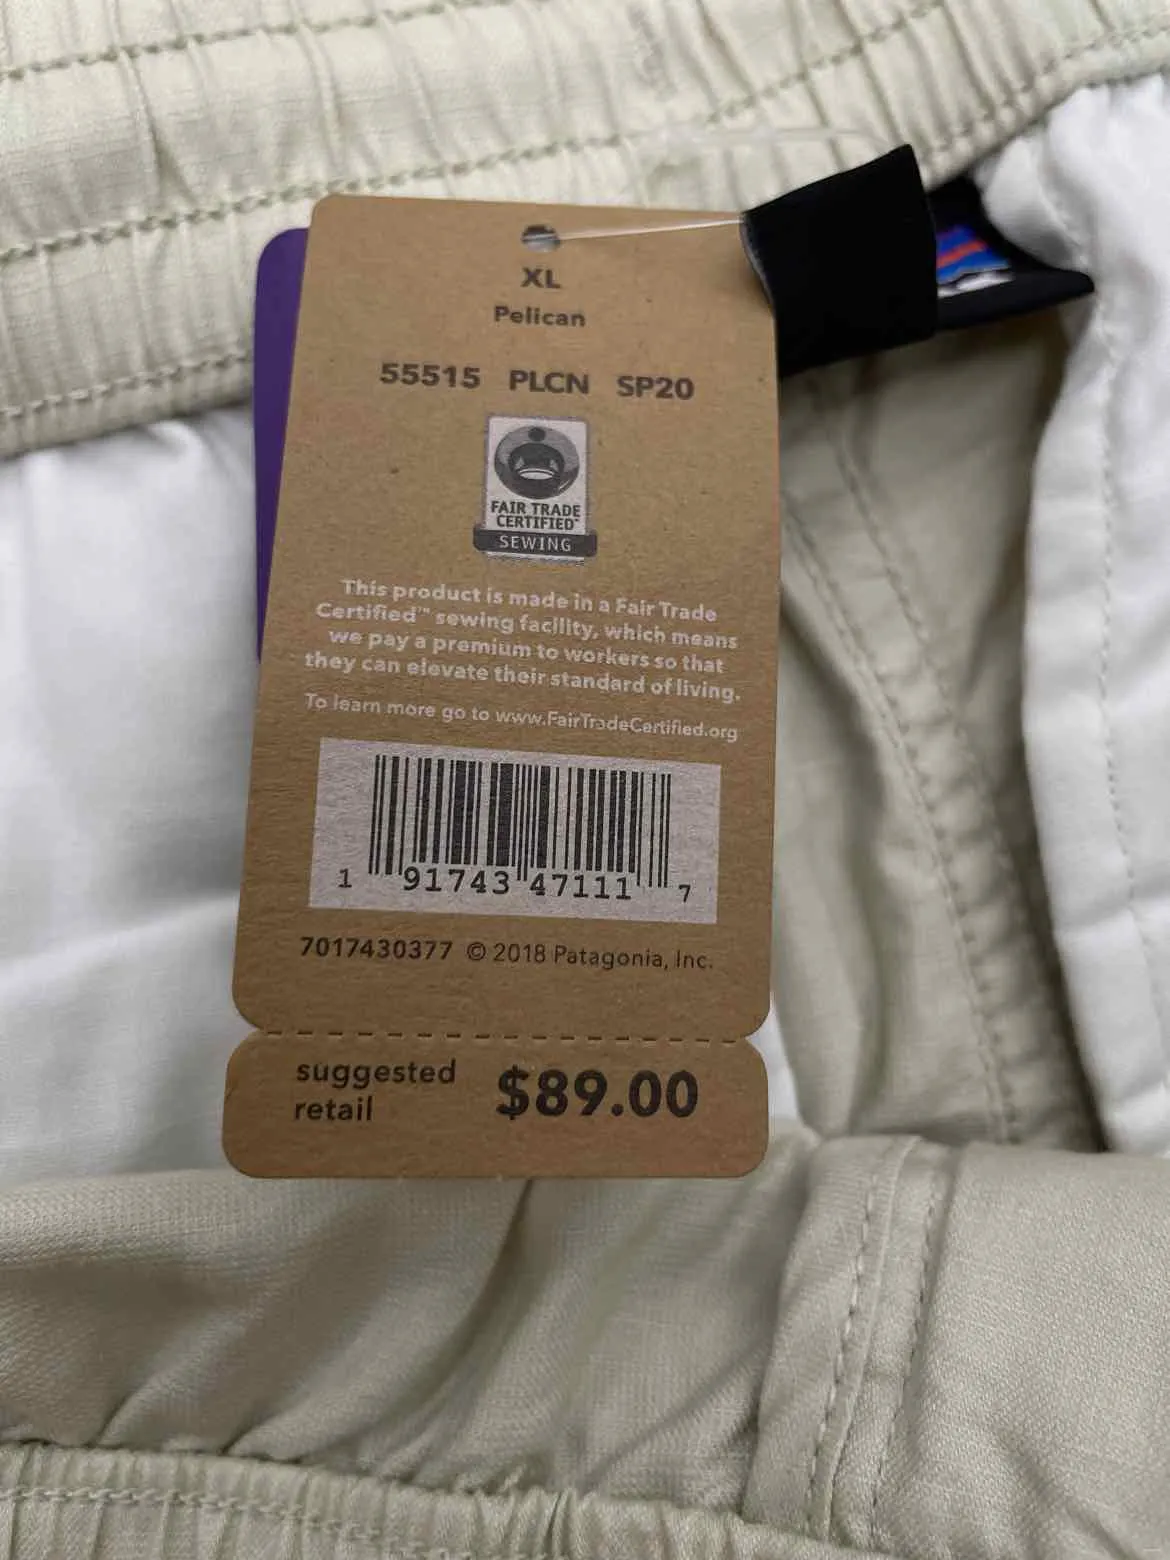 XL
Pelican
55515 PLCN SP20
FAIR TRADE
CERTIFIED
SEWING
This product is made in a Fair Trade
Certified™ sewing facility, which means
we pay a premium to workers so that
they can elevate their standard of living.
To learn more go to www.FairTradeCertified.org
1 91743 47111 7
7017430377 © 2018 Patagonia, Inc.
suggested
retail $89.00